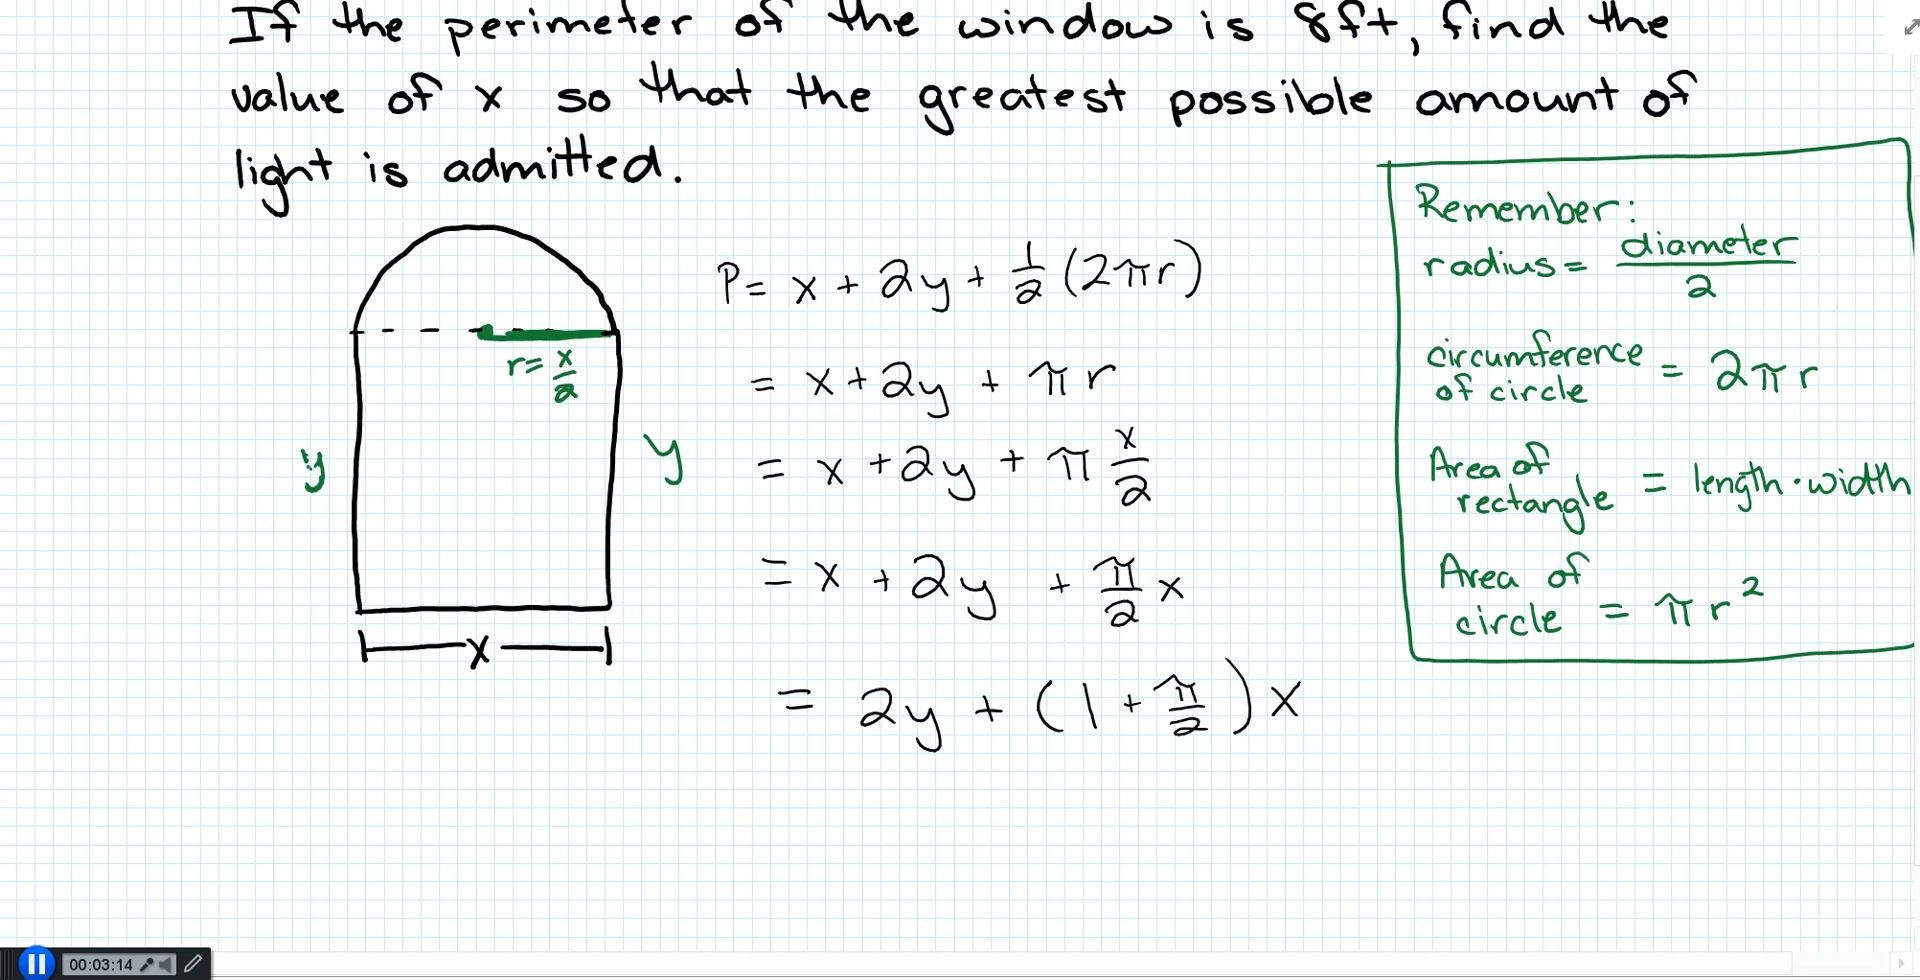 If the perimeter of the window is 8ft, find the
value of x so that the greatest possible amount of
light is admitted.
r = x/2
y
y
x
P = x + 2y + 1/2 (2πr)
= x + 2y + πr
= x + 2y + π x/2
= x + 2y + π/2 x
= 2y + (1 + π/2) x
Remember:
radius = diameter/2
circumference of circle = 2πr
Area of rectangle = length · width
Area of circle = πr²
00:03:14